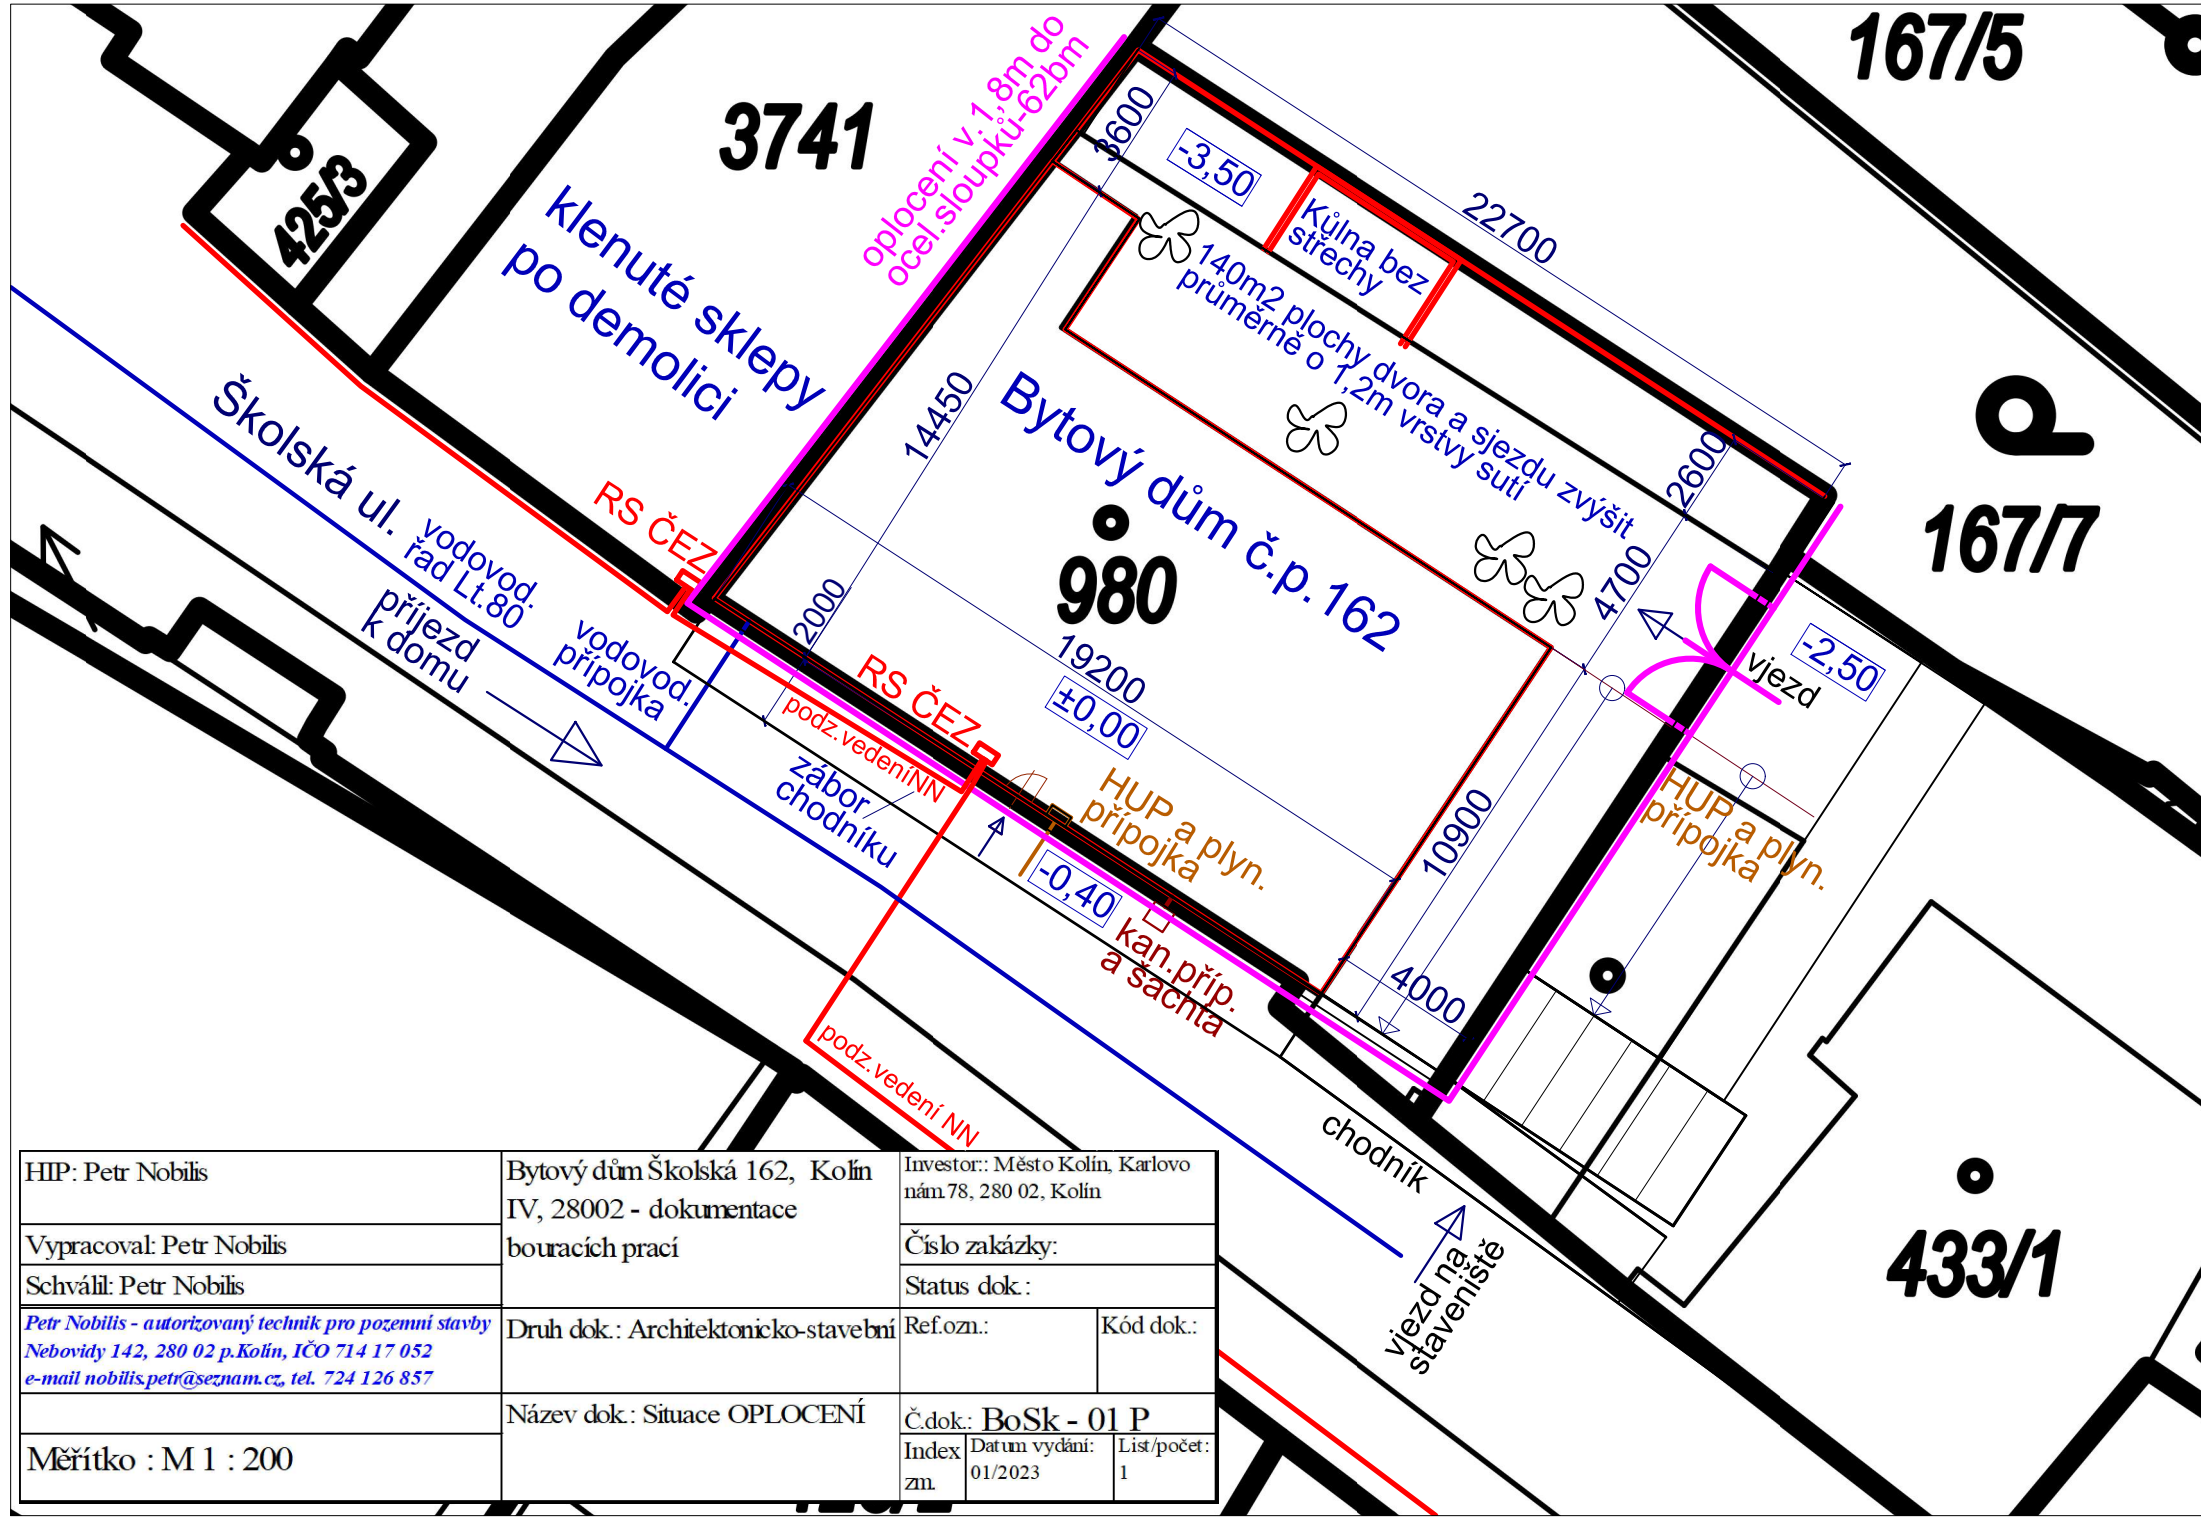 167/5
3741
425/3
oplocení v.1,8m do
ocel.sloupků-62bm
3600
-3,50
Kůlna bez
střechy
22700
klenuté sklepy
po demolici
140m2 plochy dvora a sjezdu zvýšit
průměrně o 1,2m vrstvy sutí
14450
Bytový dům č.p. 162
980
2600
4700
167/7
Školská ul.
RS ČEZ
vodovod.
řad Lt.80
příjezd
k domu
vodovod.
přípojka
2000
19200
±0,00
RS ČEZ
podz.vedeníNN
zábor
chodníku
HUP a plyn.
přípojka
-0,40
kan.příp.
a šachta
10900
4000
vjezd
-2,50
HUP a plyn.
přípojka
podz.vedení NN
chodník
vjezd na
staveniště
433/1
HIP: Petr Nobilis
Vypracoval: Petr Nobilis
Schválil: Petr Nobilis
Petr Nobilis - autorizovaný technik pro pozemní stavby
Nebovidy 142, 280 02 p.Kolín, IČO 714 17 052
e-mail nobilis.petr@seznam.cz, tel. 724 126 857
Měřítko : M 1 : 200
Bytový dům Školská 162, Kolín
IV, 28002 - dokumentace
bouracích prací
Druh dok.: Architektonicko-stavební
Název dok.: Situace OPLOCENÍ
Investor:: Město Kolín, Karlovo
nám.78, 280 02, Kolín
Číslo zakázky:
Status dok.:
Ref.ozn.:
Kód dok.:
Č.dok.: BoSk - 01 P
Index
zm.
Datum vydání:
01/2023
List/počet:
1